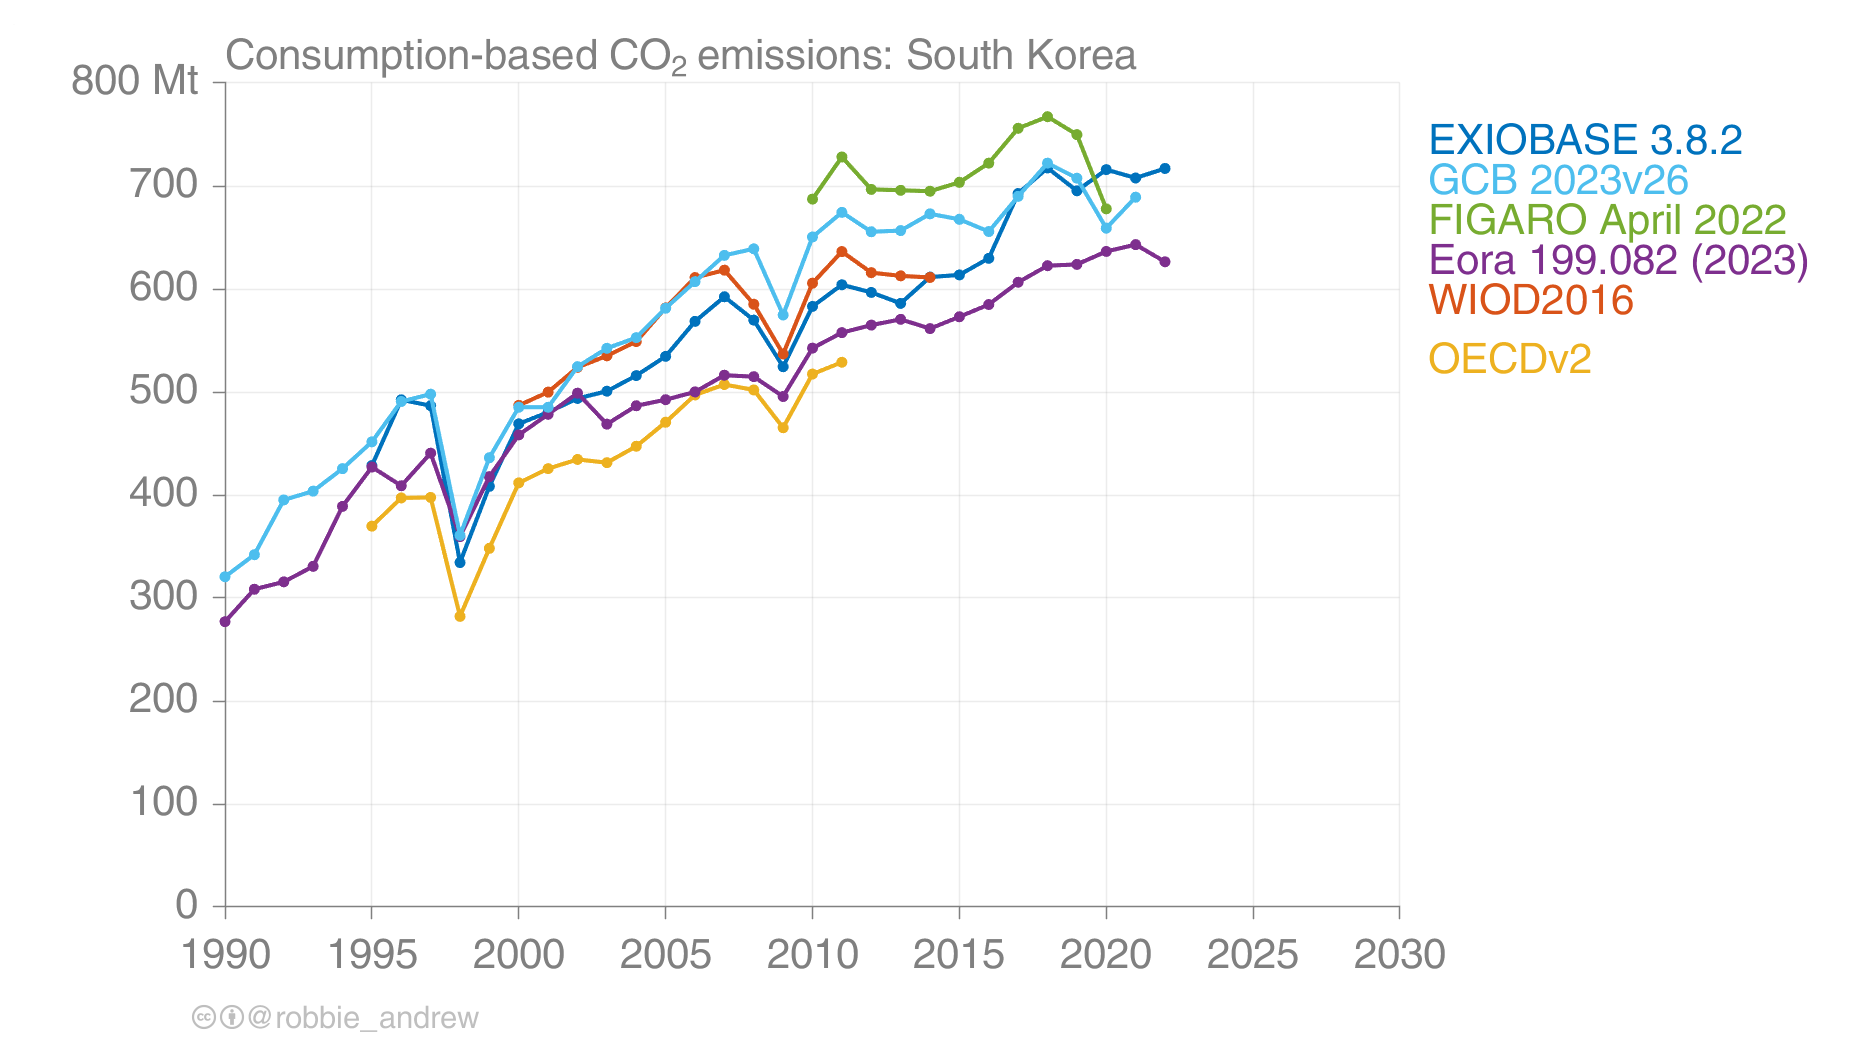 Consumption-based CO₂ emissions: South Korea
800 Mt
700
600
500
400
300
200
100
0
1990 1995 2000 2005 2010 2015 2020 2025 2030
EXIOBASE 3.8.2
GCB 2023v26
FIGARO April 2022
Eora 199.082 (2023)
WIOD2016
OECDv2
cc @robbie_andrew